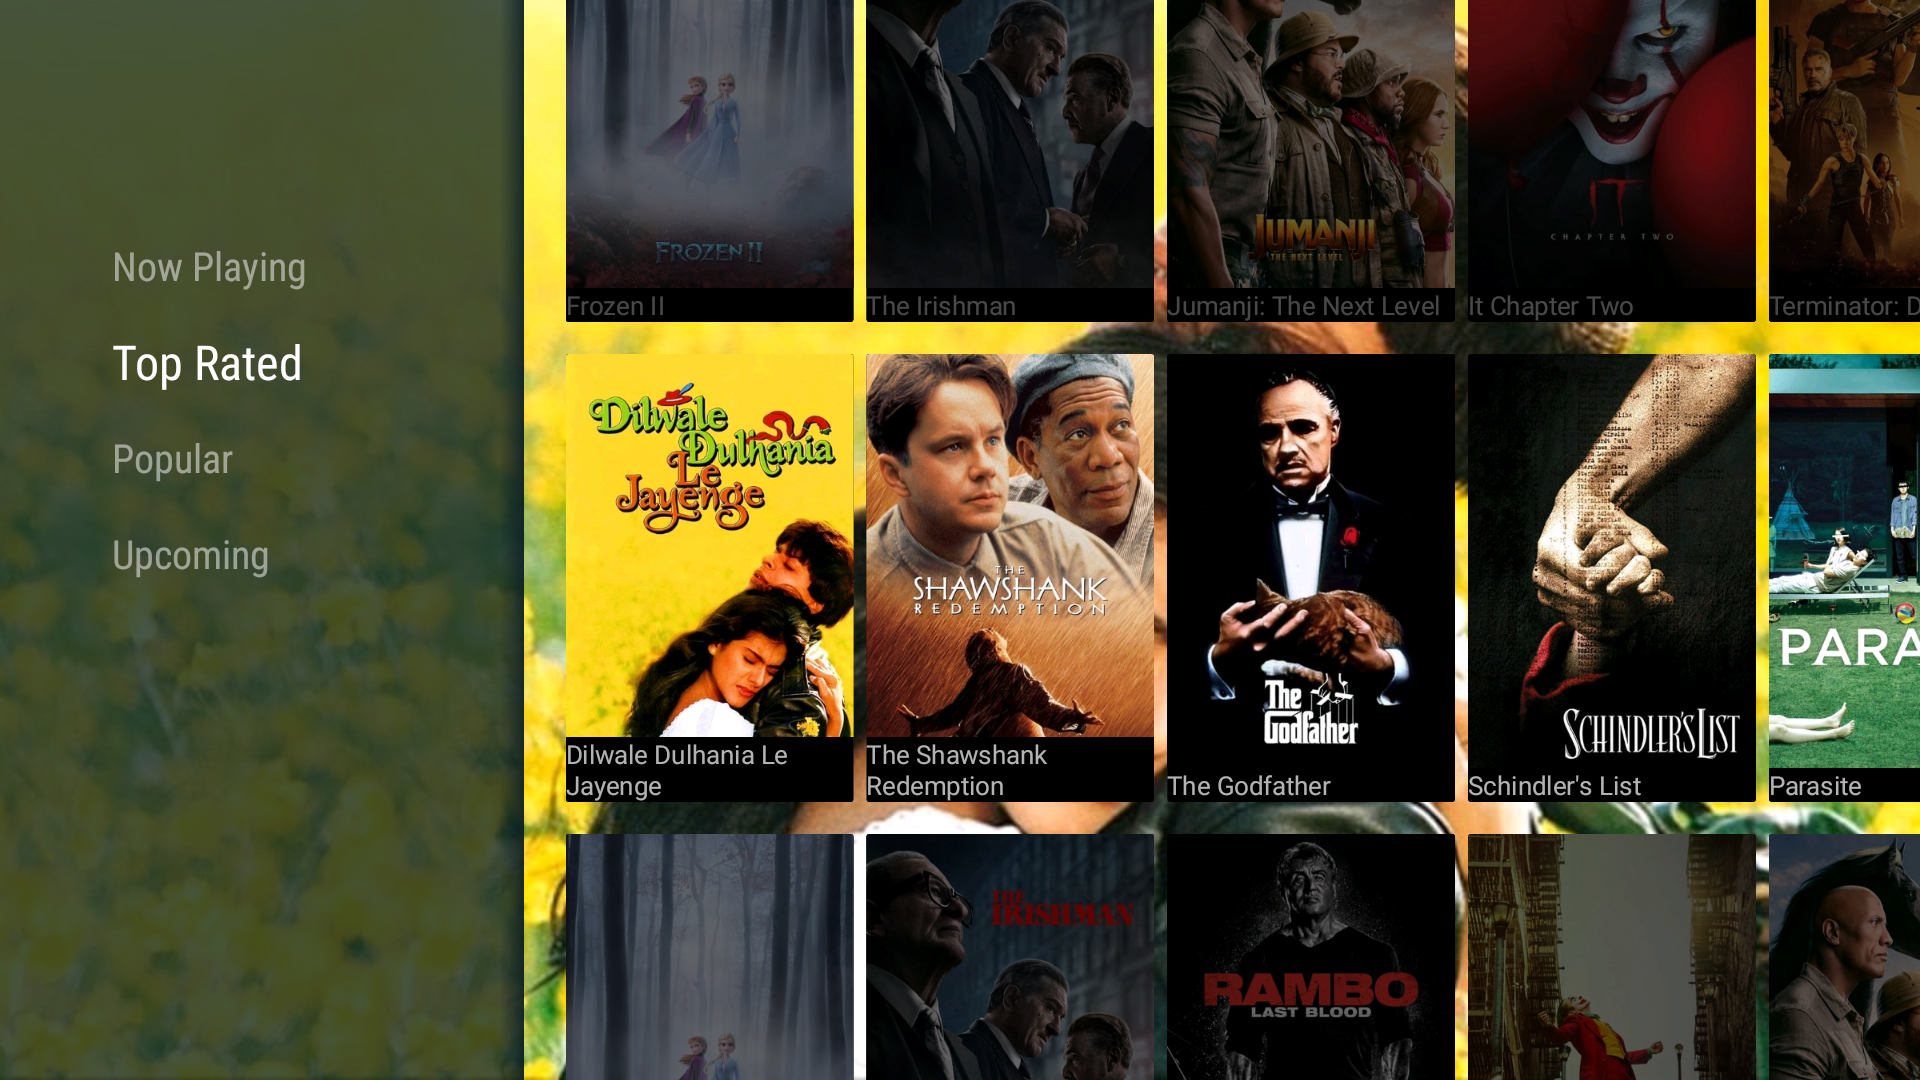 Now Playing
Top Rated
Popular
Upcoming
FROZEN II
Frozen II
The Irishman
JUMANJI
THE NEXT LEVEL
Jumanji: The Next Level
IT
CHAPTER TWO
It Chapter Two
Terminator: D
Dilwale
Dulhania
Le
Jayenge
Dilwale Dulhania Le
Jayenge
THE
SHAWSHANK
REDEMPTION
The Shawshank
Redemption
The
Godfather
The Godfather
SCHINDLER'S LIST
Schindler's List
PARA
Parasite
THE
IRISHMAN
RAMBO
LAST BLOOD